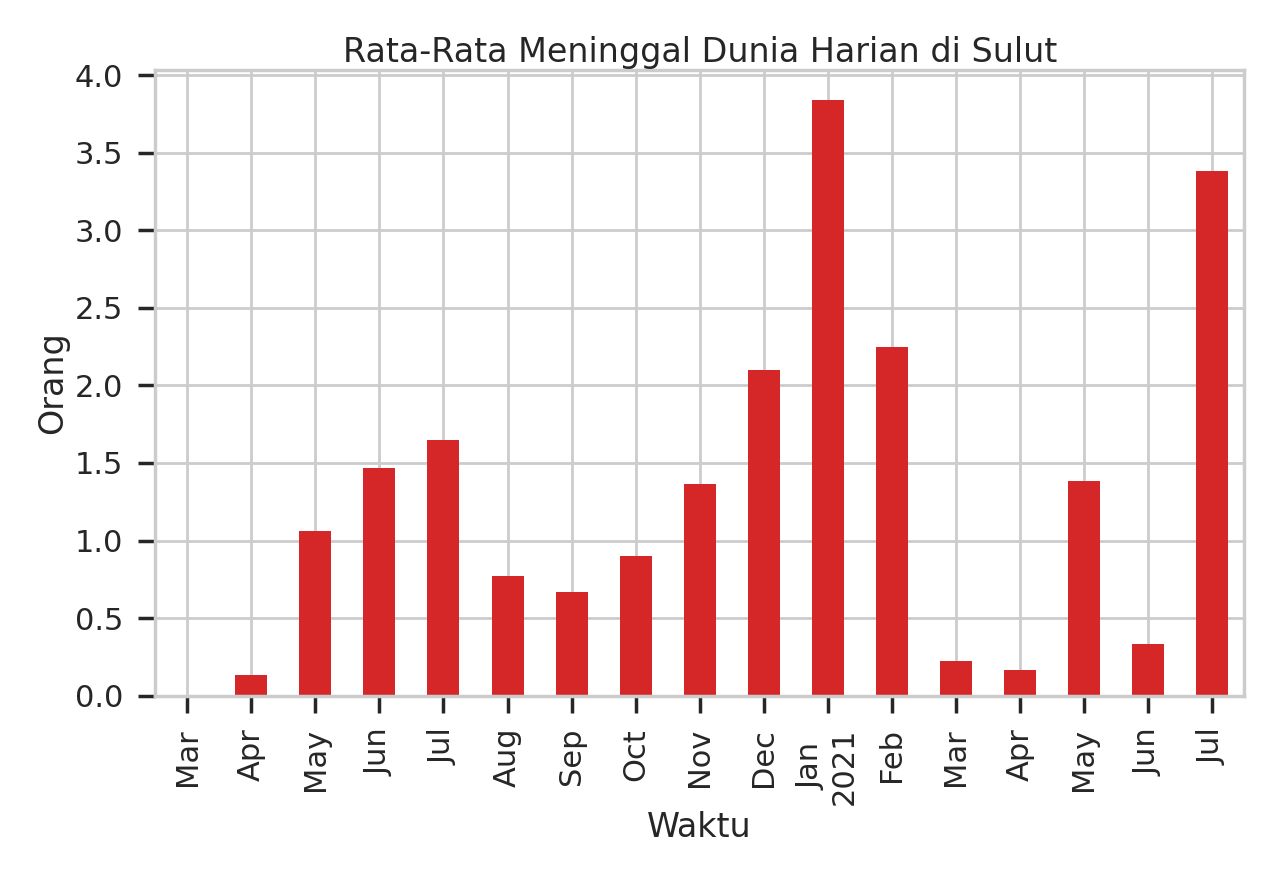 Rata-Rata Meninggal Dunia Harian di Sulut
4.0
3.5
3.0
2.5
2.0
1.5
1.0
0.5
0.0
Orang
Mar
Apr
May
Jun
Jul
Aug
Sep
Oct
Nov
Dec
Jan
2021
Feb
Mar
Apr
May
Jun
Jul
Waktu